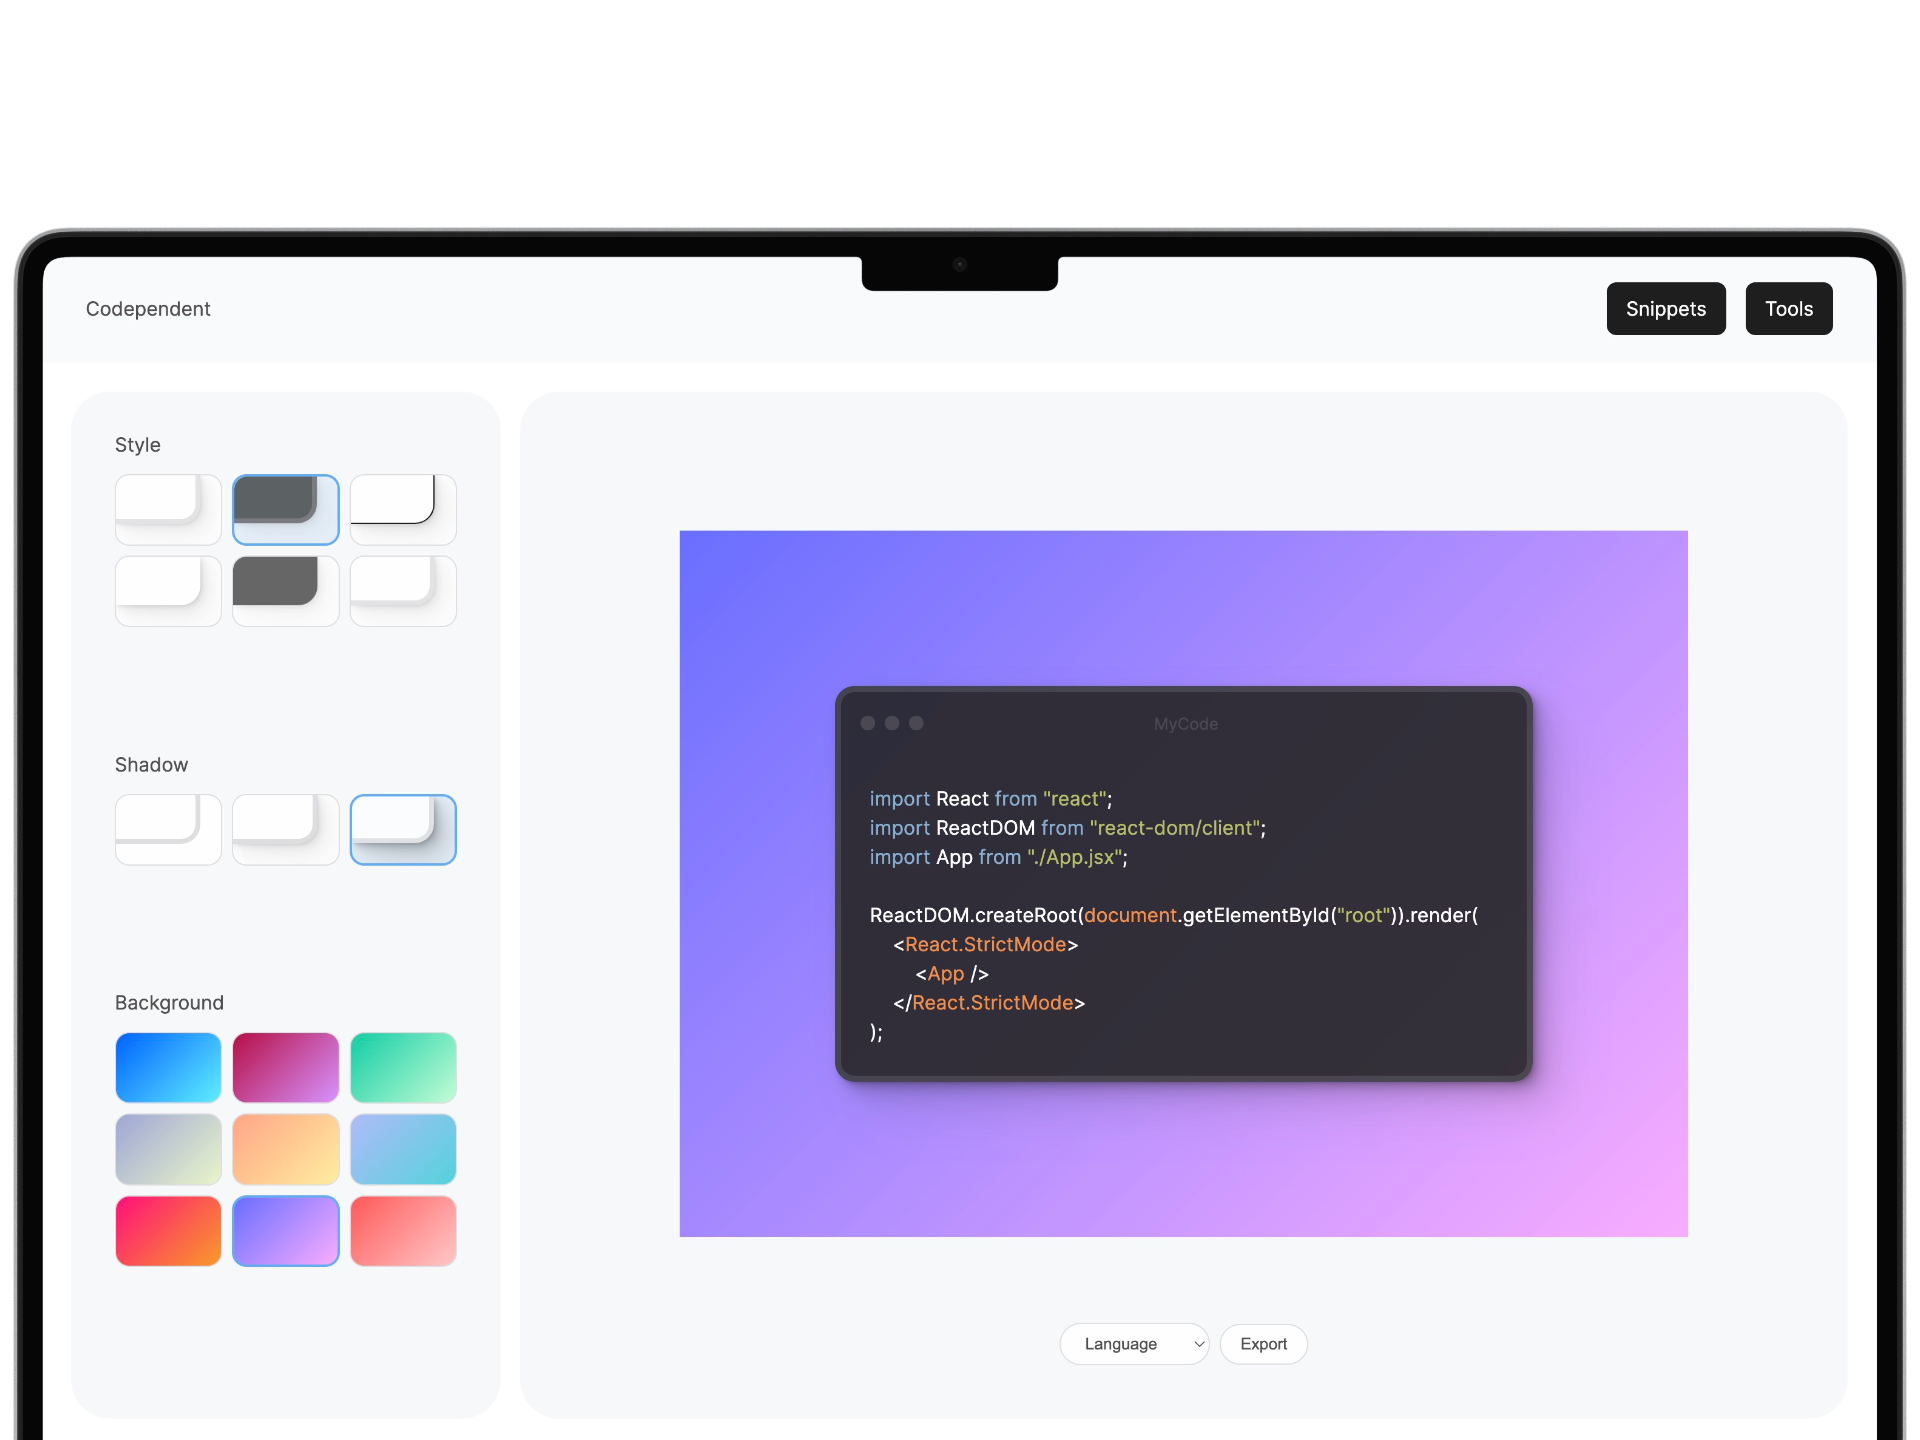 Codependent
Snippets
Tools
Style
Shadow
Background
MyCode
import React from "react";
import ReactDOM from "react-dom/client";
import App from "./App.jsx";
ReactDOM.createRoot(document.getElementById("root")).render(
<React.StrictMode>
<App />
</React.StrictMode>
);
Language
Export